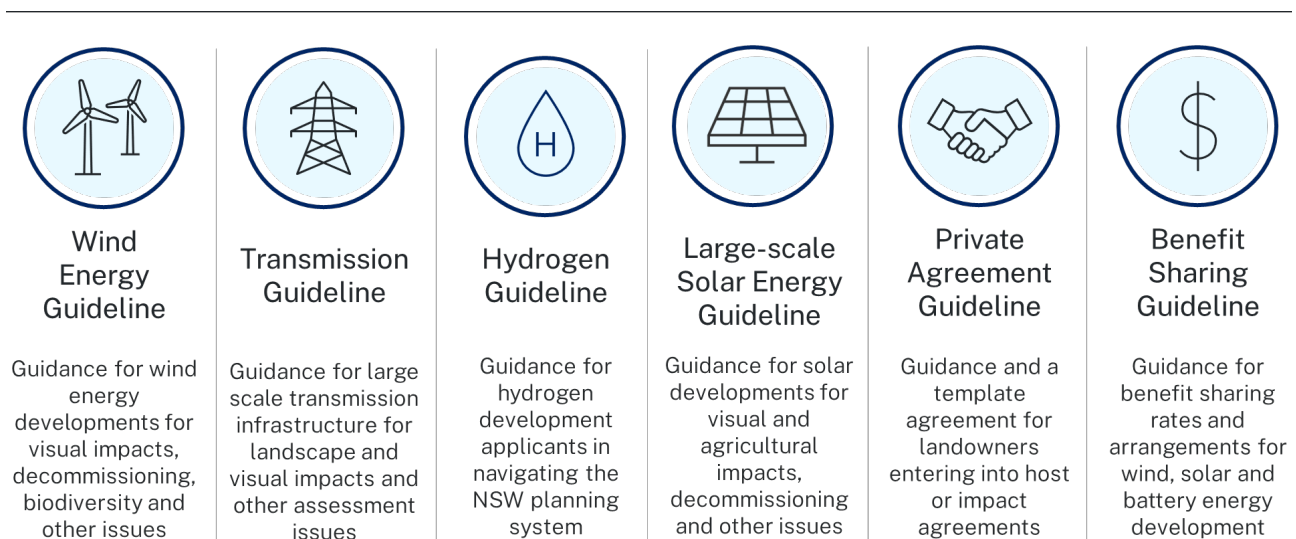 H
Wind
Energy
Guideline
Guidance for wind
energy
developments for
visual impacts,
decommissioning,
biodiversity and
other issues
Transmission
Guideline
Guidance for large
scale transmission
infrastructure for
landscape and
visual impacts and
other assessment
issues
Hydrogen
Guideline
Guidance for
hydrogen
development
applicants in
navigating the
NSW planning
system
Large-scale
Solar Energy
Guideline
Guidance for solar
developments for
visual and
agricultural
impacts,
decommissioning
and other issues
Private
Agreement
Guideline
Guidance and a
template
agreement for
landowners
entering into host
or impact
agreements
$
Benefit
Sharing
Guideline
Guidance for
benefit sharing
rates and
arrangements for
wind, solar and
battery energy
development